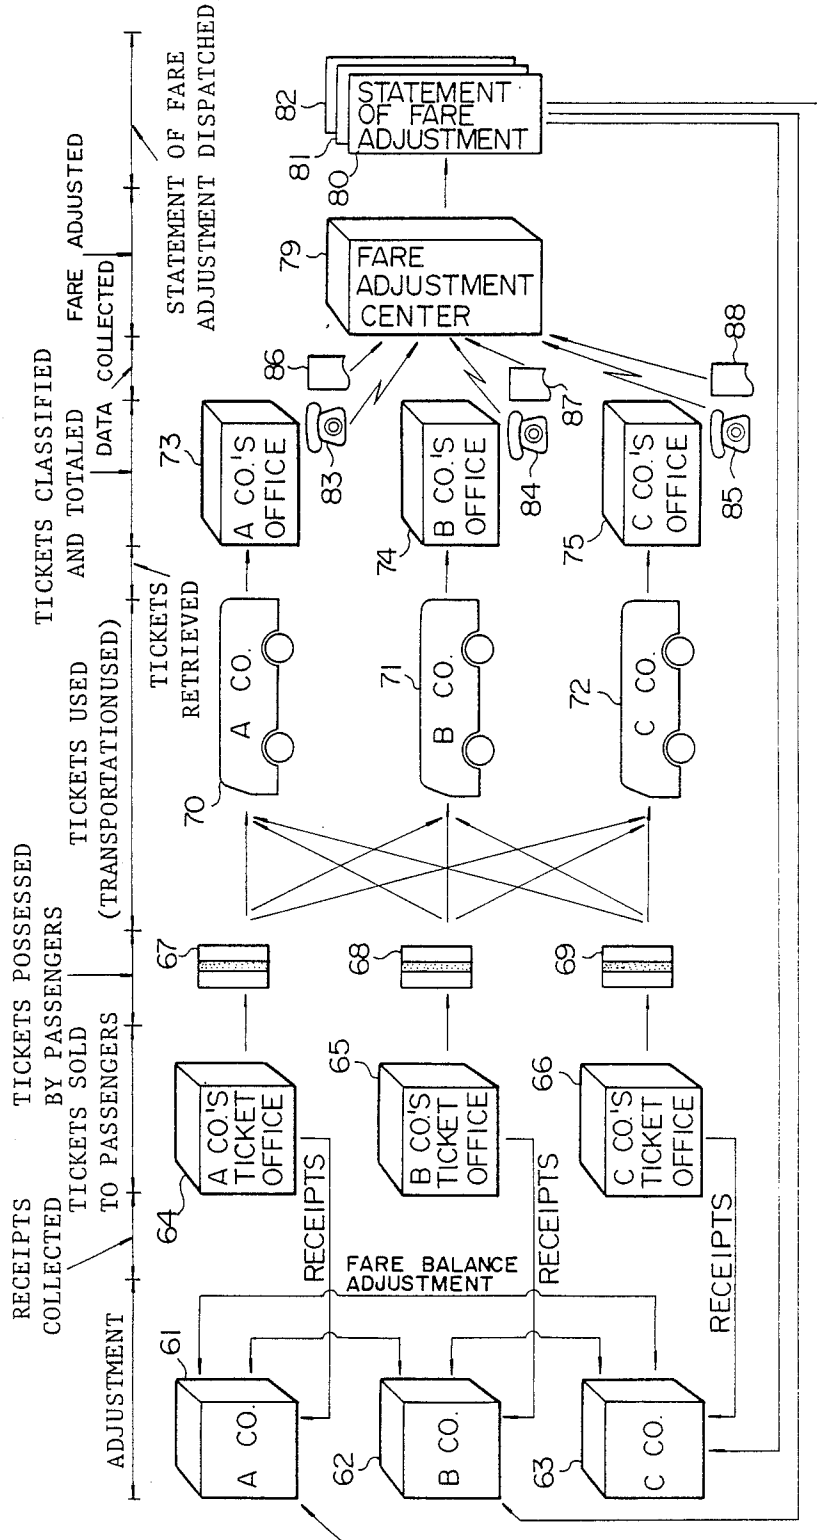 ADJUSTMENT
RECEIPTS
COLLECTED
TICKETS SOLD
TO PASSENGERS
TICKETS POSSESSED
BY PASSENGERS
TICKETS USED
(TRANSPORTATIONUSED)
TICKETS
RETRIEVED
TICKETS CLASSIFIED
AND TOTALED
DATA COLLECTED
FARE ADJUSTED
STATEMENT OF FARE
ADJUSTMENT DISPATCHED
61
A CO.
64
A CO.'S
TICKET
OFFICE
RECEIPTS
67
70
A CO.
73
A CO.'S
OFFICE
83
86
FARE BALANCE
ADJUSTMENT
62
B CO.
65
B CO.'S
TICKET
OFFICE
RECEIPTS
68
71
B CO.
74
B CO.'S
OFFICE
84
87
63
C CO.
66
C CO.'S
TICKET
OFFICE
RECEIPTS
69
72
C CO.
75
C CO.'S
OFFICE
85
88
79
FARE
ADJUSTMENT
CENTER
80
81
82
STATEMENT
OF FARE
ADJUSTMENT